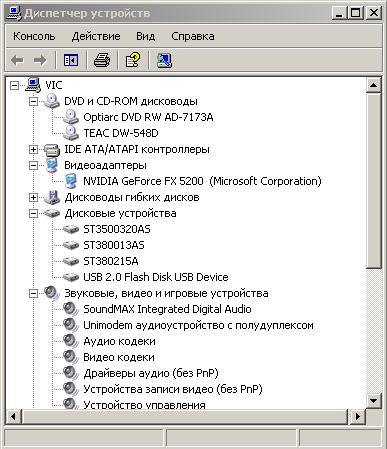 Диспетчер устройств
Консоль Действие Вид Справка
VIC
DVD и CD-ROM дисководы
Optiarc DVD RW AD-7173A
TEAC DW-548D
IDE ATA/ATAPI контроллеры
Видеоадаптеры
NVIDIA GeForce FX 5200 (Microsoft Corporation)
Дисководы гибких дисков
Дисковые устройства
ST3500320AS
ST380013AS
ST380215A
USB 2.0 Flash Disk USB Device
Звуковые, видео и игровые устройства
SoundMAX Integrated Digital Audio
Unimodem аудиоустройство с полудуплексом
Аудио кодеки
Видео кодеки
Драйверы аудио (без PnP)
Устройства записи видео (без PnP)
Устройство управления